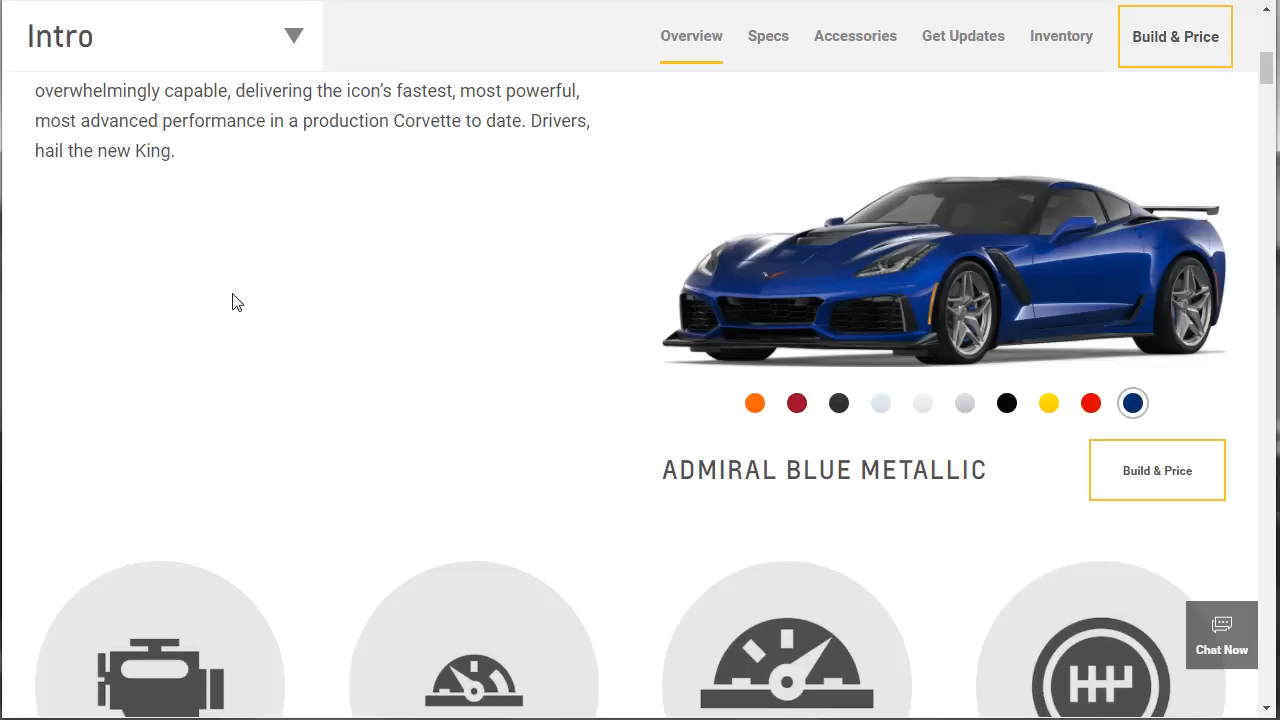 Intro
Overview
Specs
Accessories
Get Updates
Inventory
Build & Price
overwhelmingly capable, delivering the icon’s fastest, most powerful,
most advanced performance in a production Corvette to date. Drivers,
hail the new King.
ADMIRAL BLUE METALLIC
Build & Price
Chat Now